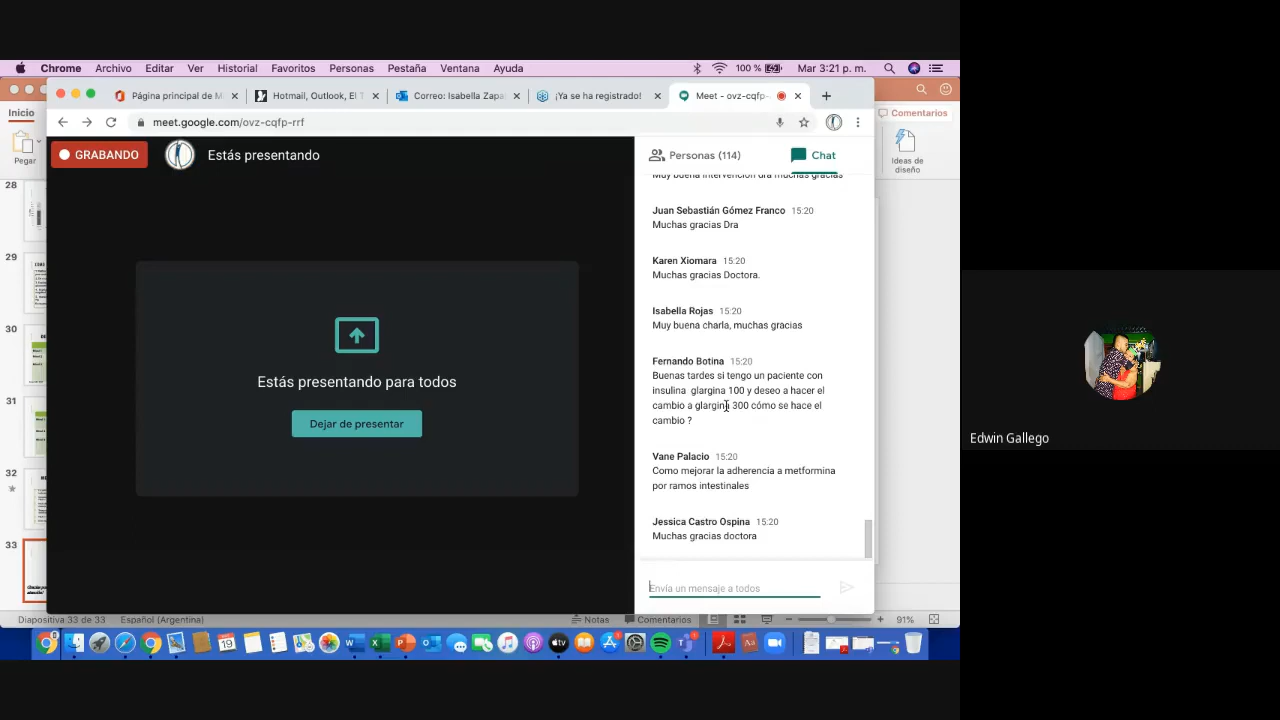 Chrome Archivo Editar Ver Historial Favoritos Personas Pestaña Ventana Ayuda 100 % Mar 3:21 p. m.
Página principal de M
Hotmail, Outlook, El T
Correo: Isabella Zapa
¡Ya se ha registrado!
Meet - ovz-cqfp-
meet.google.com/ovz-cqfp-rrf
Inicio
Comentarios
Pegar
Ideas de
diseño
GRABANDO
Estás presentando
Personas (114)
Chat
28
29
30
31
32
33
Estás presentando para todos
Dejar de presentar
Muy buena intervención dra muchas gracias
Juan Sebastián Gómez Franco 15:20
Muchas gracias Dra
Karen Xiomara 15:20
Muchas gracias Doctora.
Isabella Rojas 15:20
Muy buena charla, muchas gracias
Fernando Botina 15:20
Buenas tardes si tengo un paciente con
insulina glargina 100 y deseo a hacer el
cambio a glargina 300 cómo se hace el
cambio ?
Vane Palacio 15:20
Como mejorar la adherencia a metformina
por ramos intestinales
Jessica Castro Ospina 15:20
Muchas gracias doctora
Envía un mensaje a todos
Diapositiva 33 de 33
Español (Argentina)
Notas
Comentarios
91%
Edwin Gallego